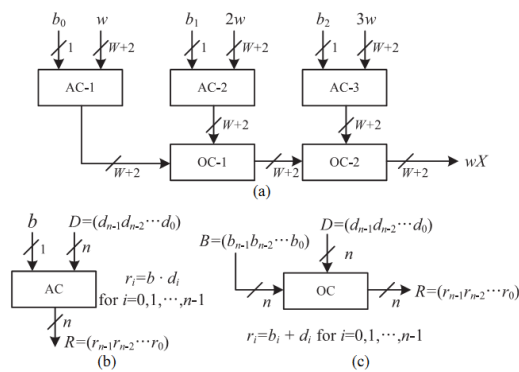 b₀ w b₁ 2w b₂ 3w
1 W+2 1 W+2 1 W+2
AC-1 AC-2 AC-3
W+2 W+2
OC-1 OC-2 wX
W+2 W+2 W+2
(a)
b D=(dₙ₋₁dₙ₋₂⋯d₀)
1 n
AC
rᵢ=b · dᵢ
for i=0,1,⋯,n-1
n
R=(rₙ₋₁rₙ₋₂⋯r₀)
(b)
D=(dₙ₋₁dₙ₋₂⋯d₀)
B=(bₙ₋₁bₙ₋₂⋯b₀)
n
n OC n R=(rₙ₋₁rₙ₋₂⋯r₀)
rᵢ=bᵢ + dᵢ for i=0,1,⋯,n-1
(c)